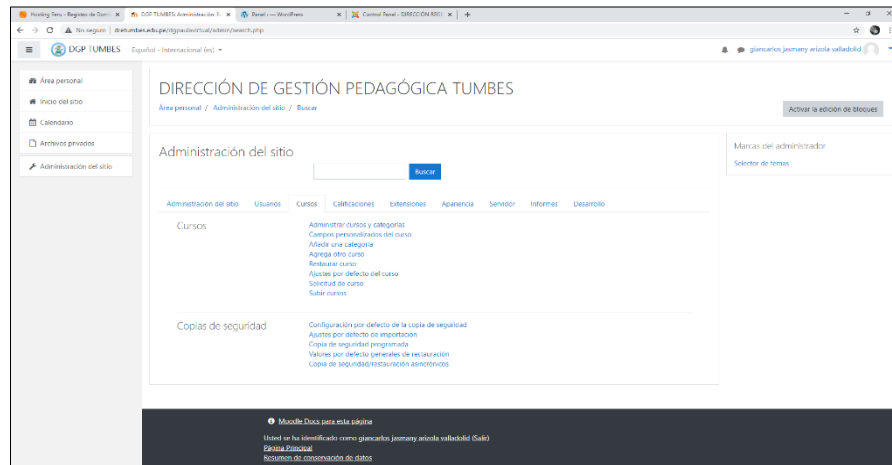 Hosting Peru - Registro de Domi
DGP TUMBES: Administración: B
Panel — WordPress
Control Panel - DIRECCION REGI
No seguro | dretumbes.edu.pe/dgpaulavirtual/admin/search.php
DGP TUMBES Español - Internacional (es)
giancarlos jasmany arizola valladolid
Área personal
Inicio del sitio
Calendario
Archivos privados
Administración del sitio
DIRECCIÓN DE GESTIÓN PEDAGÓGICA TUMBES
Área personal / Administración del sitio / Buscar
Activar la edición de bloques
Administración del sitio
Buscar
Administración del sitio Usuarios Cursos Calificaciones Extensiones Apariencia Servidor Informes Desarrollo
Cursos
Administrar cursos y categorías
Campos personalizados del curso
Añadir una categoría
Agrega otro curso
Restaurar curso
Ajustes por defecto del curso
Solicitud de curso
Subir cursos
Copias de seguridad
Configuración por defecto de la copia de seguridad
Ajustes por defecto de importación
Copia de seguridad programada
Valores por defecto generales de restauración
Copia de seguridad/restauración asincrónicos
Marcas del administrador
Selector de temas
Moodle Docs para esta página
Usted se ha identificado como giancarlos jasmany arizola valladolid (Salir)
Página Principal
Resumen de conservación de datos